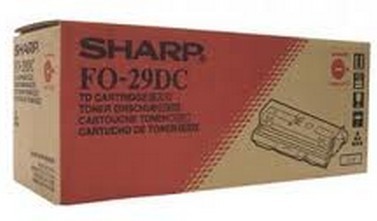 SHARP
FO-29DC
TD CARTRIDGE
TONER
CARTOUCHE TONER
CARTUCHO DE TONER